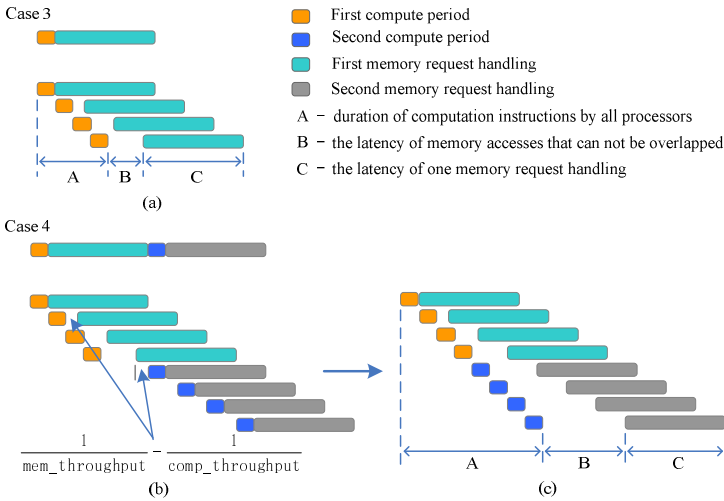 Case 3
First compute period
Second compute period
First memory request handling
Second memory request handling
A - duration of computation instructions by all processors
B - the latency of memory accesses that can not be overlapped
C - the latency of one memory request handling
A B C
(a)
Case 4
1 / mem_throughput - 1 / comp_throughput
(b)
A B C
(c)